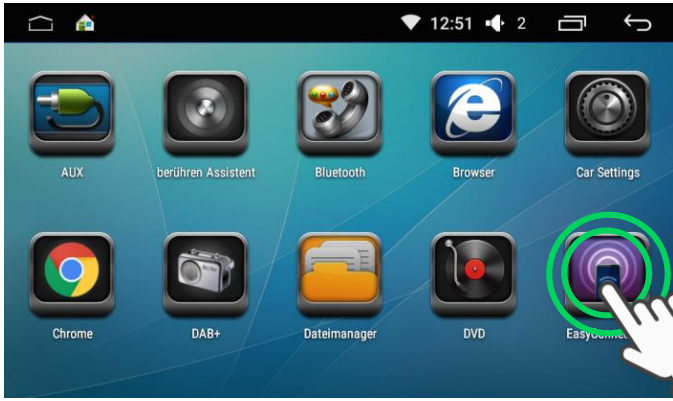 12:51 2
AUX
berühren Assistent
Bluetooth
Browser
Car Settings
Chrome
DAB+
Dateimanager
DVD